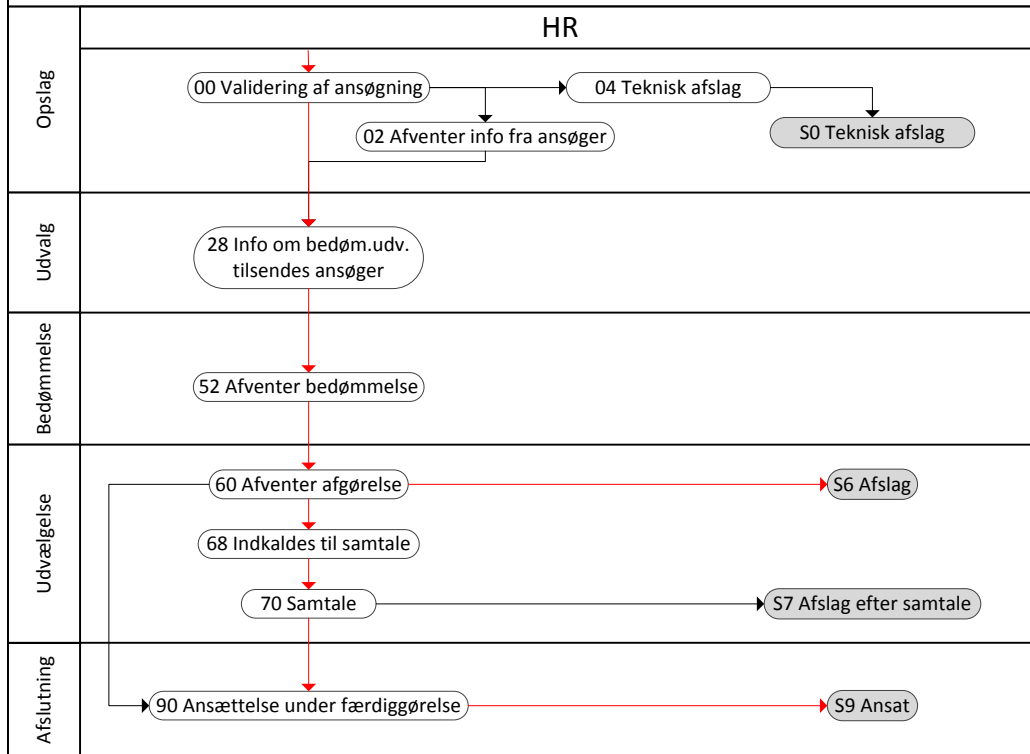 HR
Opslag
00 Validering af ansøgning
04 Teknisk afslag
02 Afventer info fra ansøger
S0 Teknisk afslag
Udvalg
28 Info om bedøm.udv.
tilsendes ansøger
Bedømmelse
52 Afventer bedømmelse
Udvælgelse
60 Afventer afgørelse
S6 Afslag
68 Indkaldes til samtale
70 Samtale
S7 Afslag efter samtale
Afslutning
90 Ansættelse under færdiggørelse
S9 Ansat